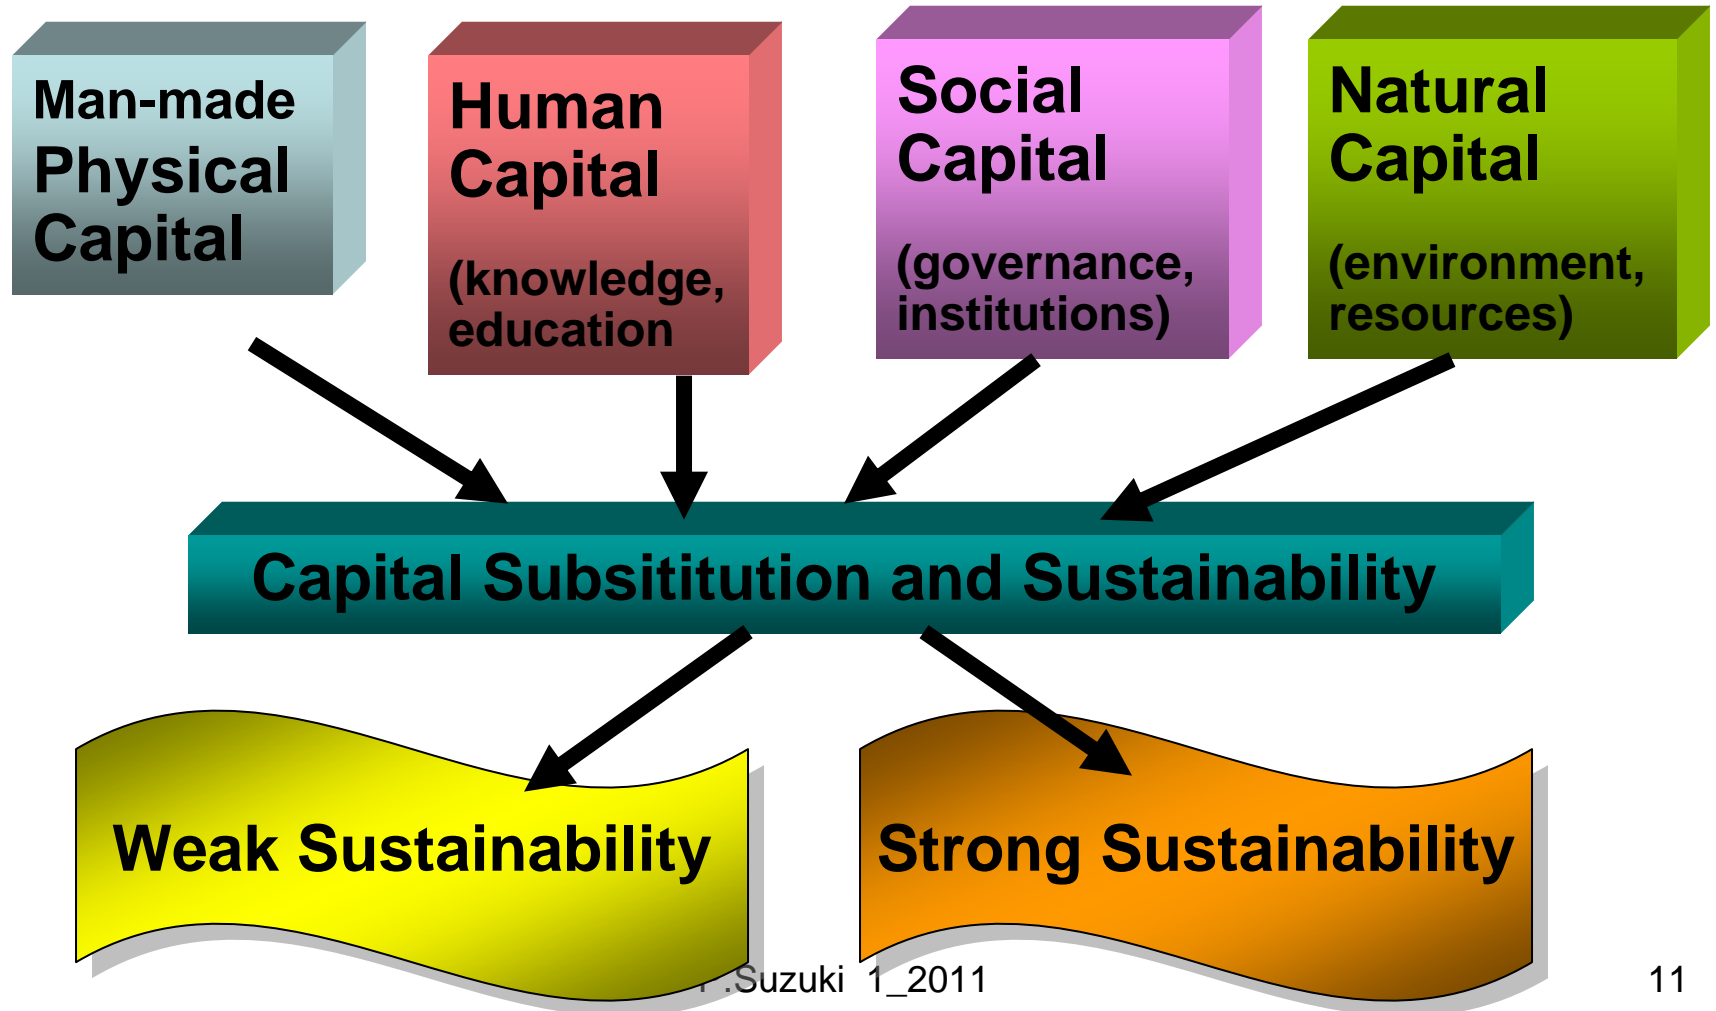 Man-made
Physical
Capital
Human
Capital
(knowledge,
education
Social
Capital
(governance,
institutions)
Natural
Capital
(environment,
resources)
Capital Subsititution and Sustainability
Weak Sustainability
Strong Sustainability
.Suzuki 1_2011
11